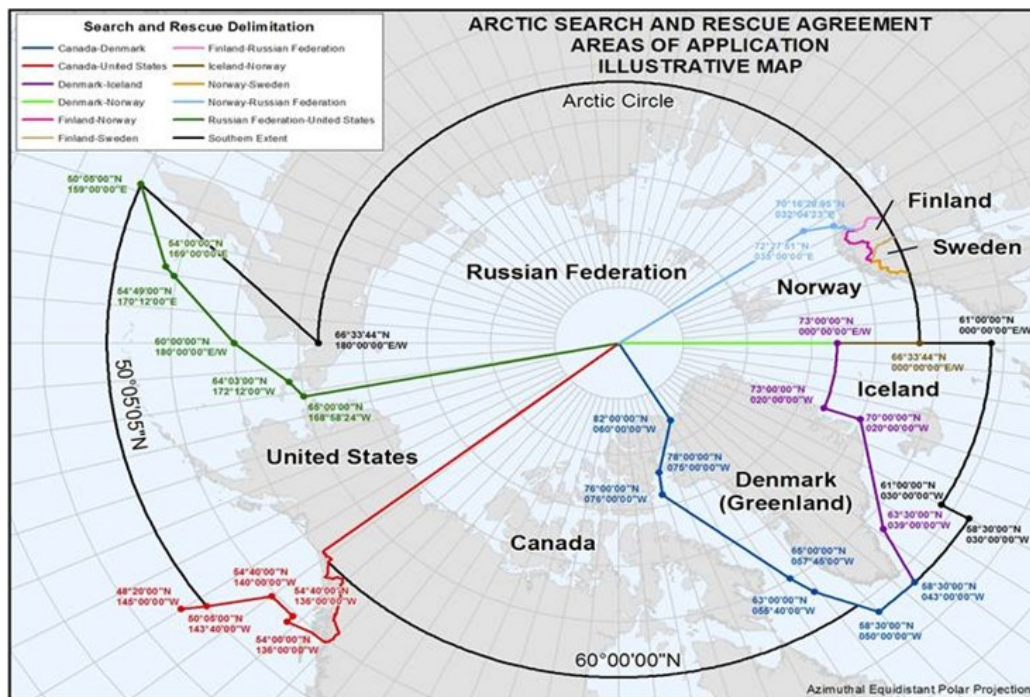 ARCTIC SEARCH AND RESCUE AGREEMENT
AREAS OF APPLICATION
ILLUSTRATIVE MAP
Search and Rescue Delimitation
Canada-Denmark
Canada-United States
Denmark-Iceland
Denmark-Norway
Finland-Norway
Finland-Sweden
Finland-Russian Federation
Iceland-Norway
Norway-Sweden
Norway-Russian Federation
Russian Federation-United States
Southern Extent
Arctic Circle
50°05'00"N
159°00'00"E
54°00'00"N
169°00'00"E
54°49'00"N
170°12'00"E
60°00'00"N
180°00'00"E/W
64°03'00"N
172°12'00"W
65°00'00"N
168°58'24"W
66°33'44"N
180°00'00"E/W
50°05'05"N
Russian Federation
70°16'28.95"N
032°04'23"E
72°27'51"N
035°00'00"E
Finland
Sweden
Norway
73°00'00"N
000°00'00"E/W
61°00'00"N
000°00'00"E/W
66°33'44"N
000°00'00"E/W
Iceland
73°00'00"N
020°00'00"W
70°00'00"N
020°00'00"W
82°00'00"N
060°00'00"W
78°00'00"N
075°00'00"W
76°00'00"N
076°00'00"W
United States
Denmark
(Greenland)
61°00'00"N
030°00'00"W
58°30'00"N
030°00'00"W
63°30'00"N
039°00'00"W
Canada
65°00'00"N
057°45'00"W
63°00'00"N
055°40'00"W
58°30'00"N
043°00'00"W
58°30'00"N
050°00'00"W
48°20'00"N
145°00'00"W
50°05'00"N
143°40'00"W
54°40'00"N
140°00'00"W
54°40'00"N
136°00'00"W
54°00'00"N
136°00'00"W
60°00'00"N
Azimuthal Equidistant Polar Projection